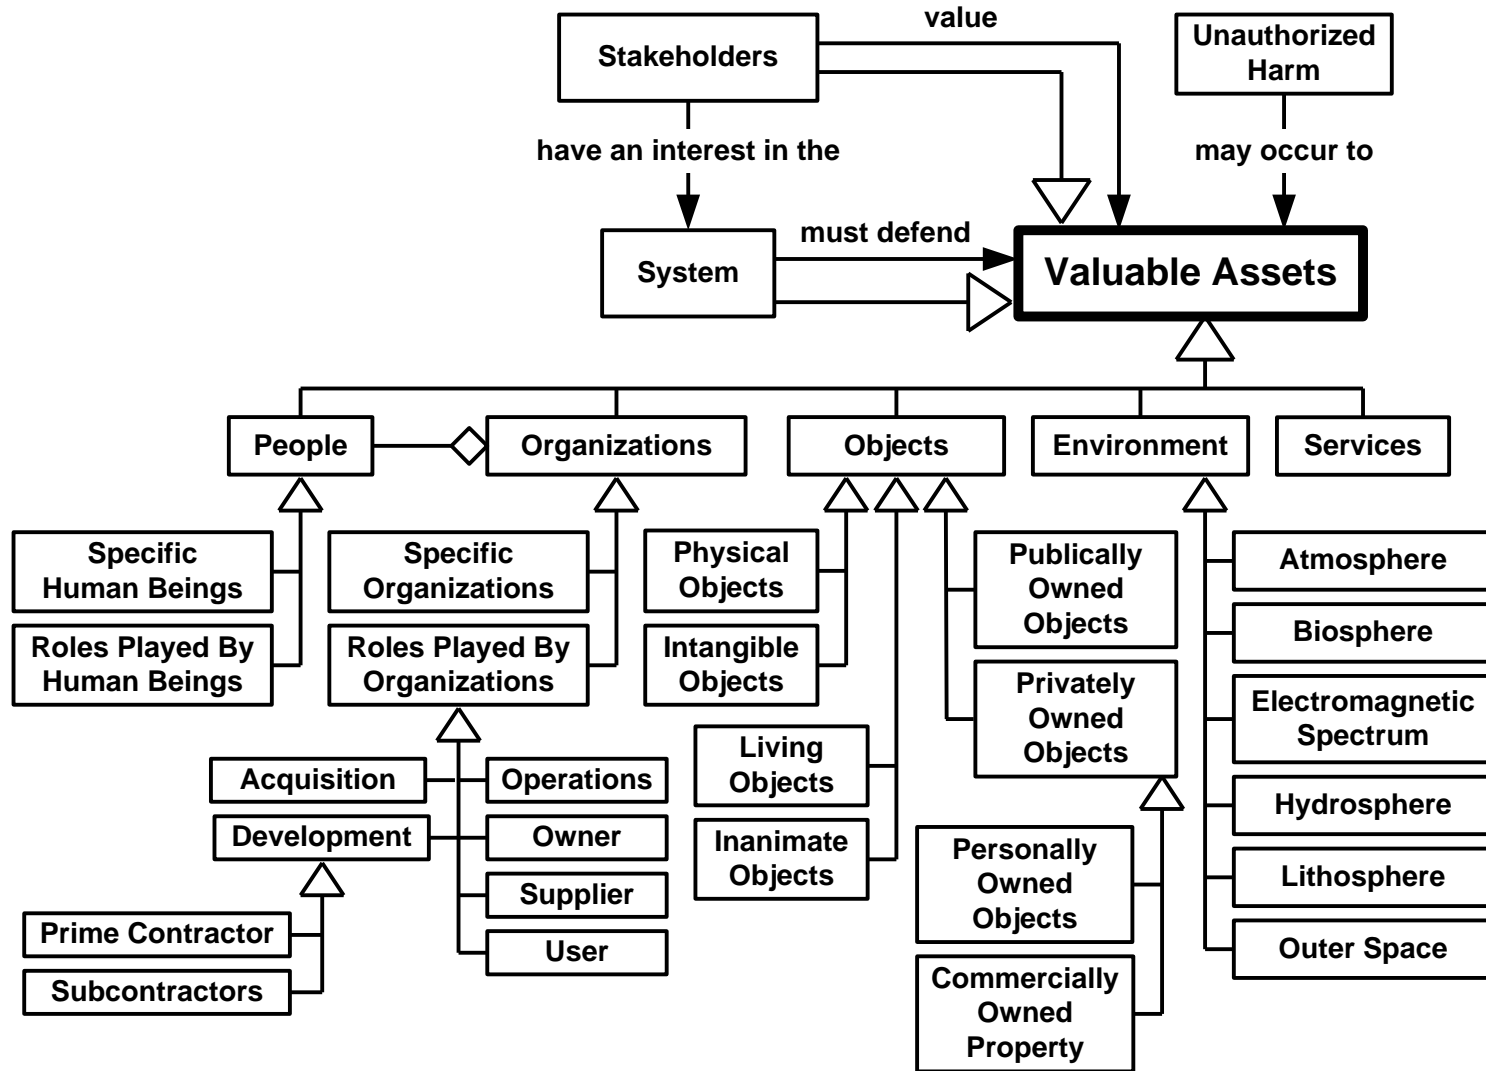 value
Stakeholders
Unauthorized
Harm
have an interest in the
may occur to
must defend
System
Valuable Assets
People
Organizations
Objects
Environment
Services
Specific
Human Beings
Roles Played By
Human Beings
Specific
Organizations
Roles Played By
Organizations
Acquisition
Operations
Development
Owner
Supplier
User
Prime Contractor
Subcontractors
Physical
Objects
Intangible
Objects
Living
Objects
Inanimate
Objects
Publically
Owned
Objects
Privately
Owned
Objects
Personally
Owned
Objects
Commercially
Owned
Property
Atmosphere
Biosphere
Electromagnetic
Spectrum
Hydrosphere
Lithosphere
Outer Space